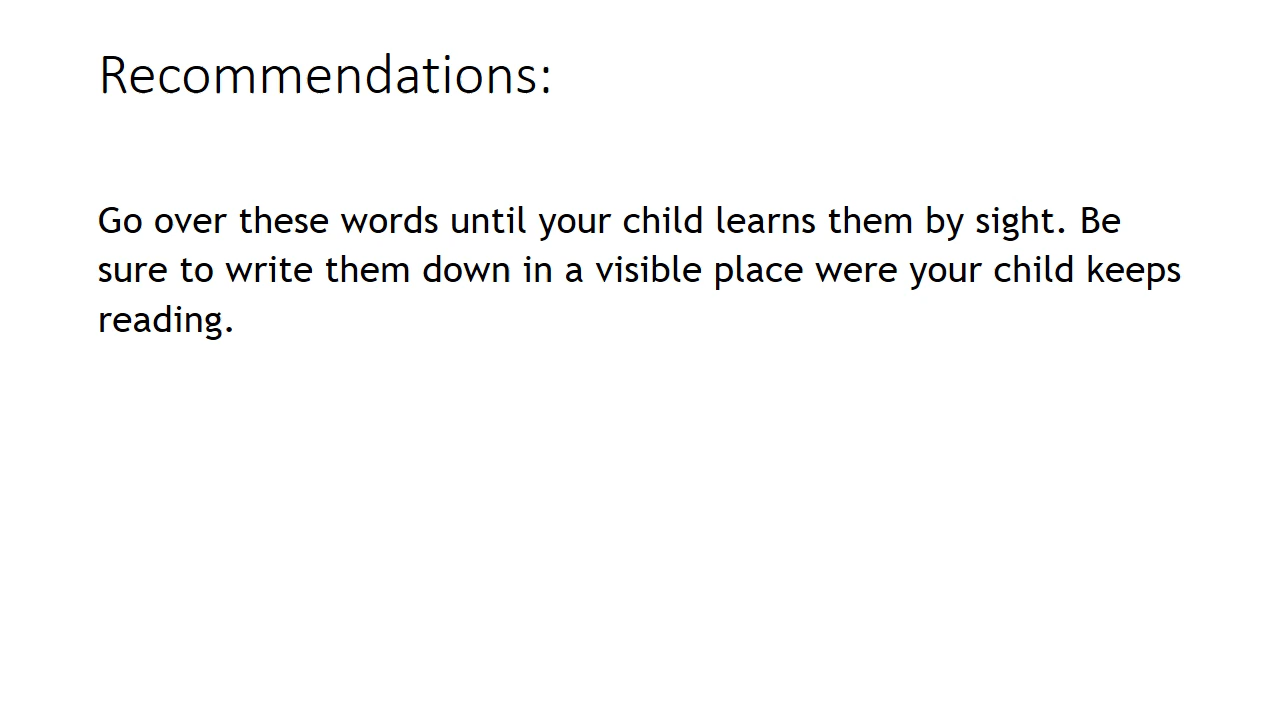 Recommendations:
Go over these words until your child learns them by sight. Be
sure to write them down in a visible place were your child keeps
reading.